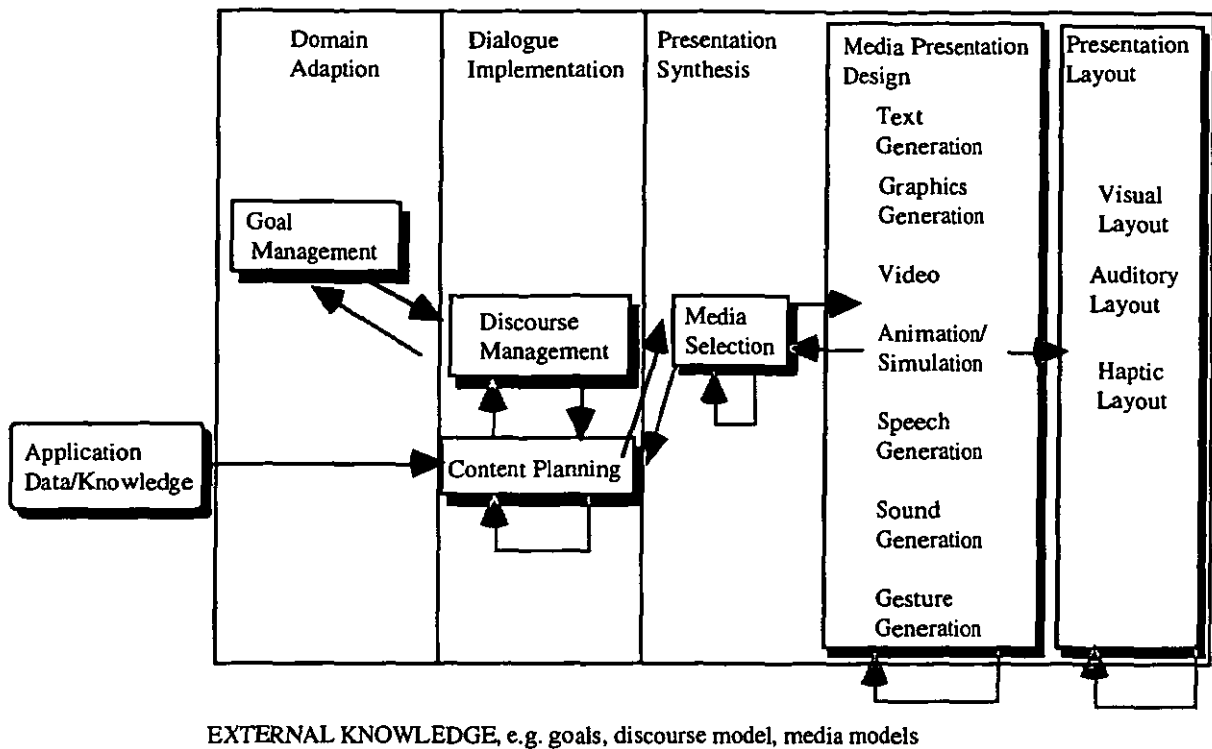 Domain
Adaption
Dialogue
Implementation
Presentation
Synthesis
Media Presentation
Design
Presentation
Layout
Text
Generation
Graphics
Generation
Video
Animation/
Simulation
Speech
Generation
Sound
Generation
Gesture
Generation
Visual
Layout
Auditory
Layout
Haptic
Layout
Goal
Management
Discourse
Management
Media
Selection
Application
Data/Knowledge
Content Planning
EXTERNAL KNOWLEDGE, e.g. goals, discourse model, media models